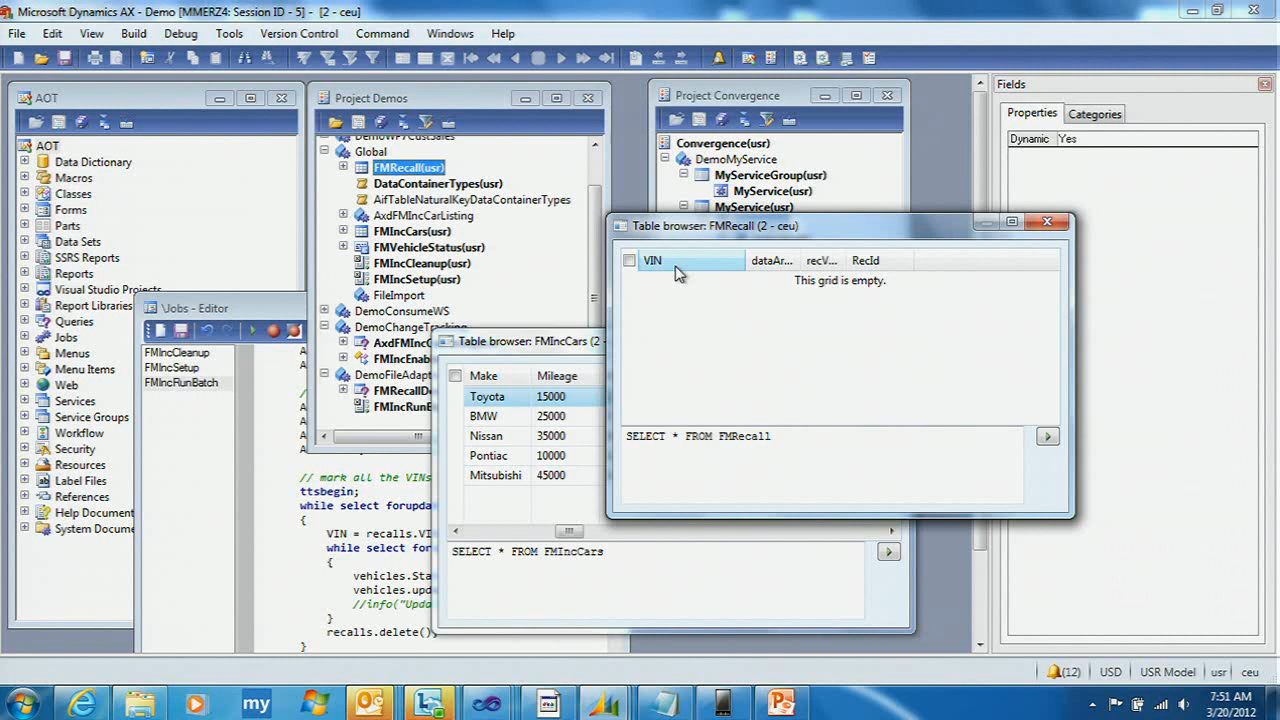 Microsoft Dynamics AX - Demo [MMERZ4: Session ID - 5] - [2 - ceu]
File Edit View Build Debug Tools Version Control Command Windows Help
AOT
AOT
Data Dictionary
Macros
Classes
Forms
Parts
Data Sets
SSRS Reports
Reports
Visual Studio Projects
Report Libraries
Queries
Jobs
Menus
Menu Items
Web
Services
Service Groups
Workflow
Security
Resources
Label Files
References
Help Document
System Docume
\Jobs - Editor
FMIncCleanup
FMIncSetup
FMIncRunBatch
// mark all the VINs
ttsbegin;
while select forupda
{
VIN = recalls.VI
while select for
{
vehicles.Sta
vehicles.upd
//info("Upda
}
recalls.delete();
Project Demos
DemoWP7CustSales
Global
FMRecall(usr)
DataContainerTypes(usr)
AifTableNaturalKeyDataContainerTypes
AxdFMIncCarListing
FMIncCars(usr)
FMVehicleStatus(usr)
FMIncCleanup(usr)
FMIncSetup(usr)
FileImport
DemoConsumeWS
DemoChangeTracking
AxdFMInc
FMIncEnab
DemoFileAdapt
FMRecallDe
FMIncRunB
Project Convergence
Convergence(usr)
DemoMyService
MyServiceGroup(usr)
MyService(usr)
MyService(usr)
Table browser: FMIncCars (2 -
Make Mileage
Toyota 15000
BMW 25000
Nissan 35000
Pontiac 10000
Mitsubishi 45000
SELECT * FROM FMIncCars
Table browser: FMRecall (2 - ceu)
VIN dataAr... recV... RecId
This grid is empty.
SELECT * FROM FMRecall
Fields
Properties Categories
Dynamic Yes
(12) USD USR Model usr ceu
my
7:51 AM
3/20/2012